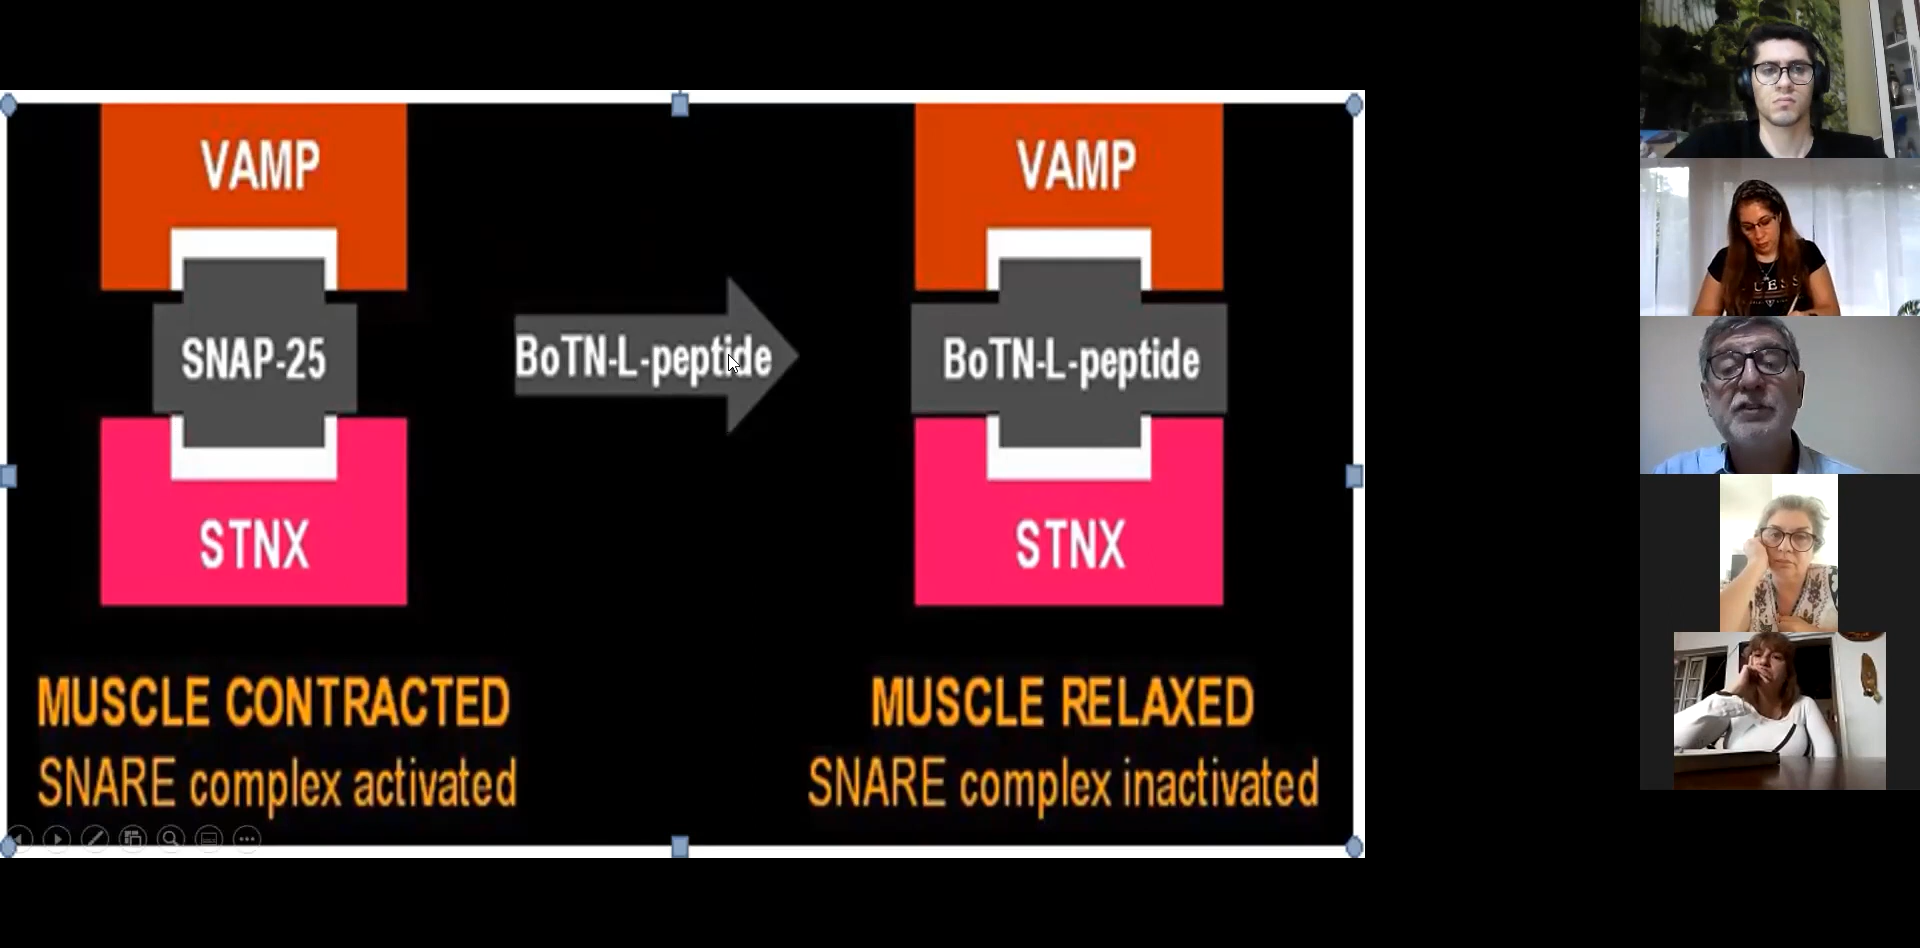 VAMP
SNAP-25
STNX
MUSCLE CONTRACTED
SNARE complex activated
BoTN-L-peptide
VAMP
BoTN-L-peptide
STNX
MUSCLE RELAXED
SNARE complex inactivated